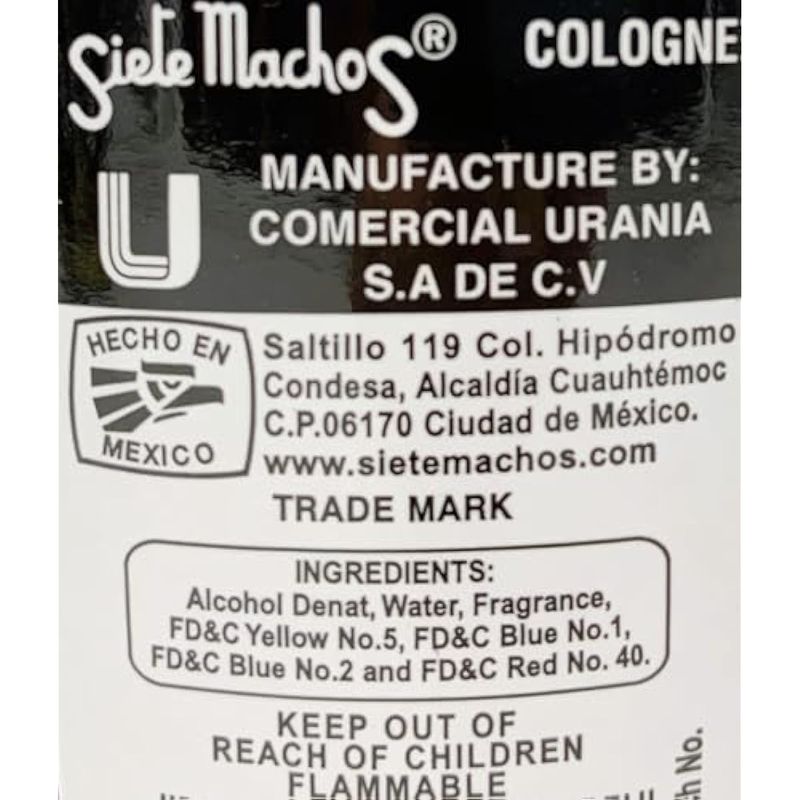 Siete Machos® COLOGNE
U
MANUFACTURE BY:
COMERCIAL URANIA
S.A DE C.V
HECHO EN
MEXICO
Saltillo 119 Col. Hipódromo
Condesa, Alcaldía Cuauhtémoc
C.P.06170 Ciudad de México.
www.sietemachos.com
TRADE MARK
INGREDIENTS:
Alcohol Denat, Water, Fragrance,
FD&C Yellow No.5, FD&C Blue No.1,
FD&C Blue No.2 and FD&C Red No. 40.
KEEP OUT OF
REACH OF CHILDREN
FLAMMABLE
No.